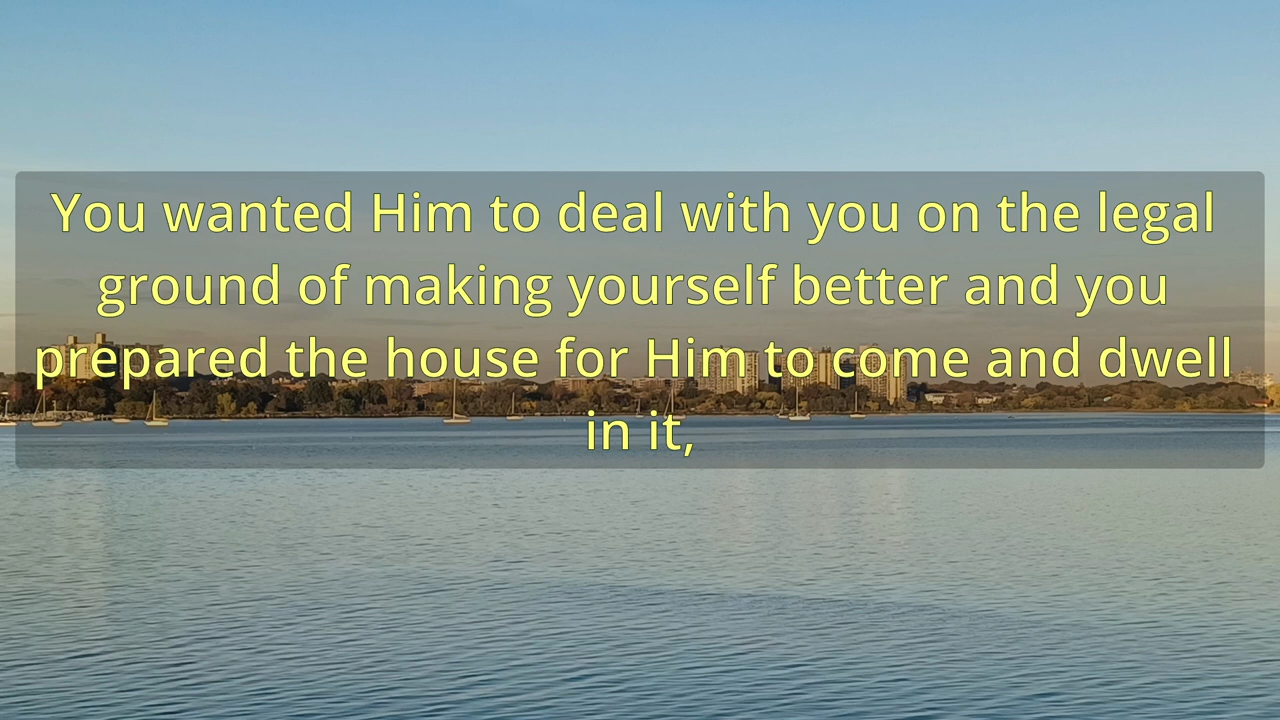 You wanted Him to deal with you on the legal
ground of making yourself better and you
prepared the house for Him to come and dwell
in it,